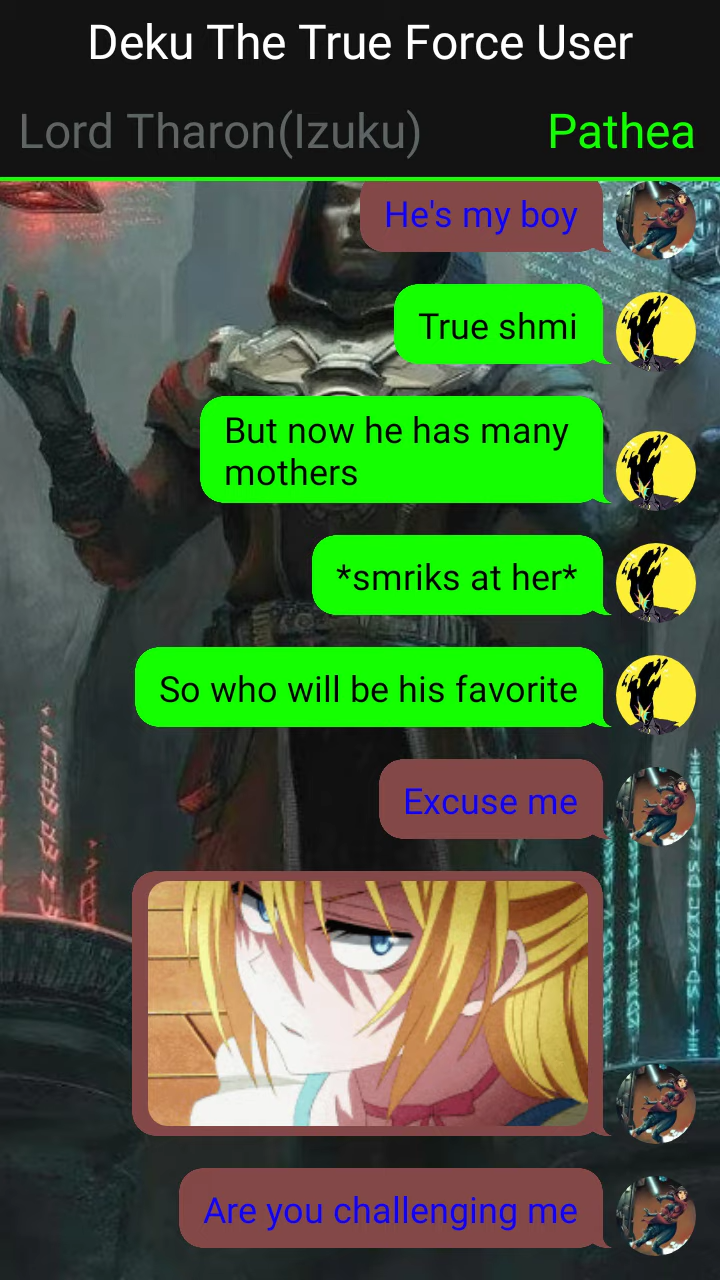 Deku The True Force User
Lord Tharon(Izuku)
Pathea
He's my boy
True shmi
But now he has many
mothers
*smriks at her*
So who will be his favorite
Excuse me
Are you challenging me